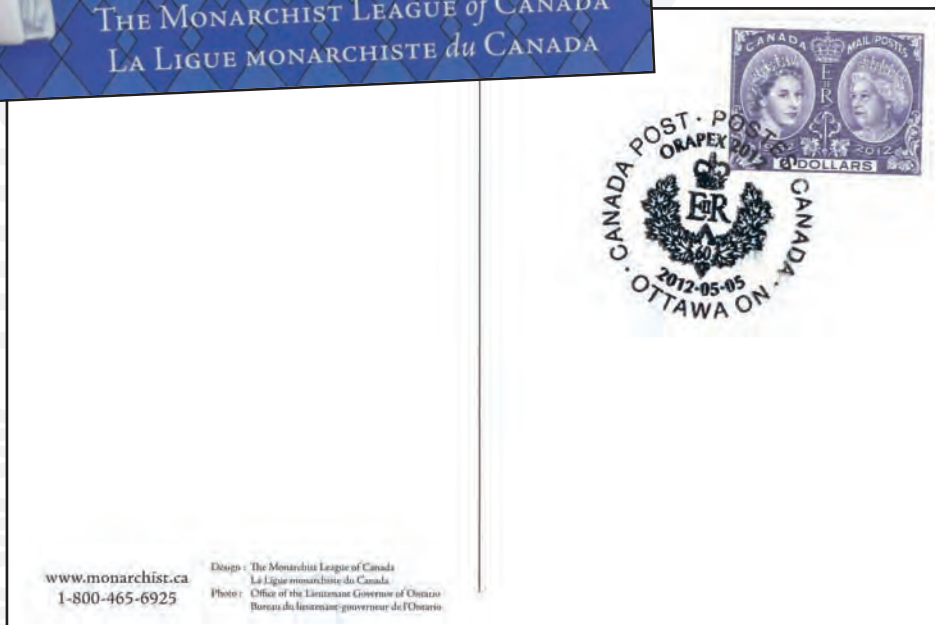 THE MONARCHIST LEAGUE of CANADA
LA LIGUE MONARCHISTE du CANADA
CANADA MAIL/POSTES
E II R
2012
DOLLARS
· CANADA POST · POSTES CANADA ·
ORAPEX 2012
EIIR
60
2012-05-05
OTTAWA ON
www.monarchist.ca
1-800-465-6925
Design : The Monarchist League of Canada
La Ligue monarchiste du Canada
Photo : Office of the Lieutenant Governor of Ontario
Bureau du lieutenant-gouverneur de l'Ontario